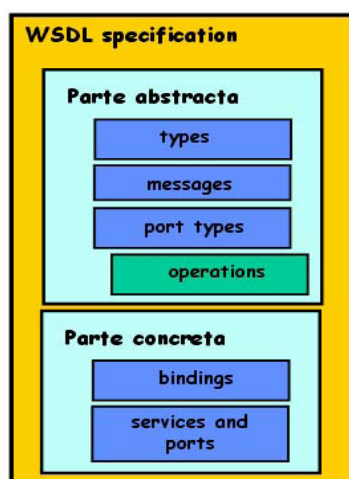 WSDL specification
Parte abstracta
types
messages
port types
operations
Parte concreta
bindings
services and
ports